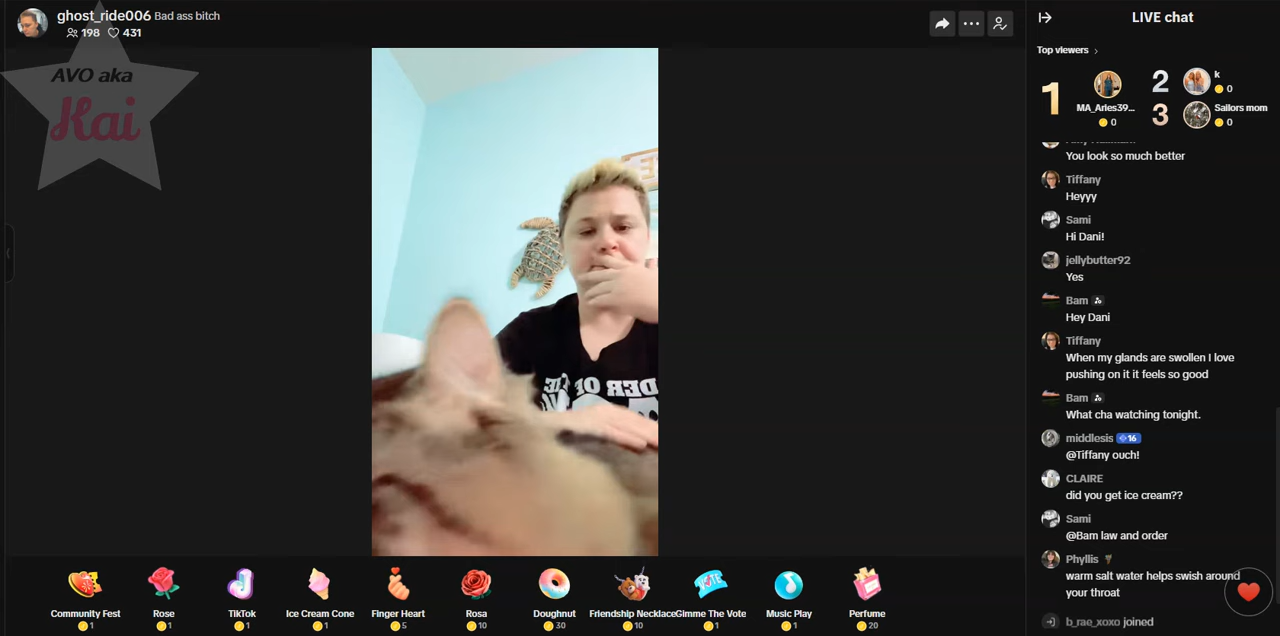 ghost_ride006 Bad ass bitch
198 431
AVO aka
Kai
LIVE chat
Top viewers
1
MA_Aries39...
0
2
k
0
3
Sailors mom
0
You look so much better
Tiffany
Heyyy
Sami
Hi Dani!
jellybutter92
Yes
Bam
Hey Dani
Tiffany
When my glands are swollen I love
pushing on it it feels so good
Bam
What cha watching tonight.
middlesis 16
@Tiffany ouch!
CLAIRE
did you get ice cream??
Sami
@Bam law and order
Phyllis
warm salt water helps swish around
your throat
b_rae_xoxo joined
Community Fest
1
Rose
1
TikTok
1
Ice Cream Cone
1
Finger Heart
5
Rosa
10
Doughnut
30
Friendship Necklace
10
VOTE
Gimme The Vote
1
Music Play
1
Perfume
20